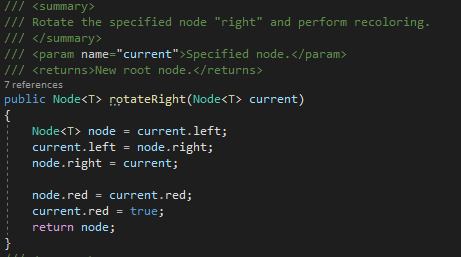 /// <summary>
/// Rotate the specified node "right" and perform recoloring.
/// </summary>
/// <param name="current">Specified node.</param>
/// <returns>New root node.</returns>
7 references
public Node<T> rotateRight(Node<T> current)
{
Node<T> node = current.left;
current.left = node.right;
node.right = current;
node.red = current.red;
current.red = true;
return node;
}